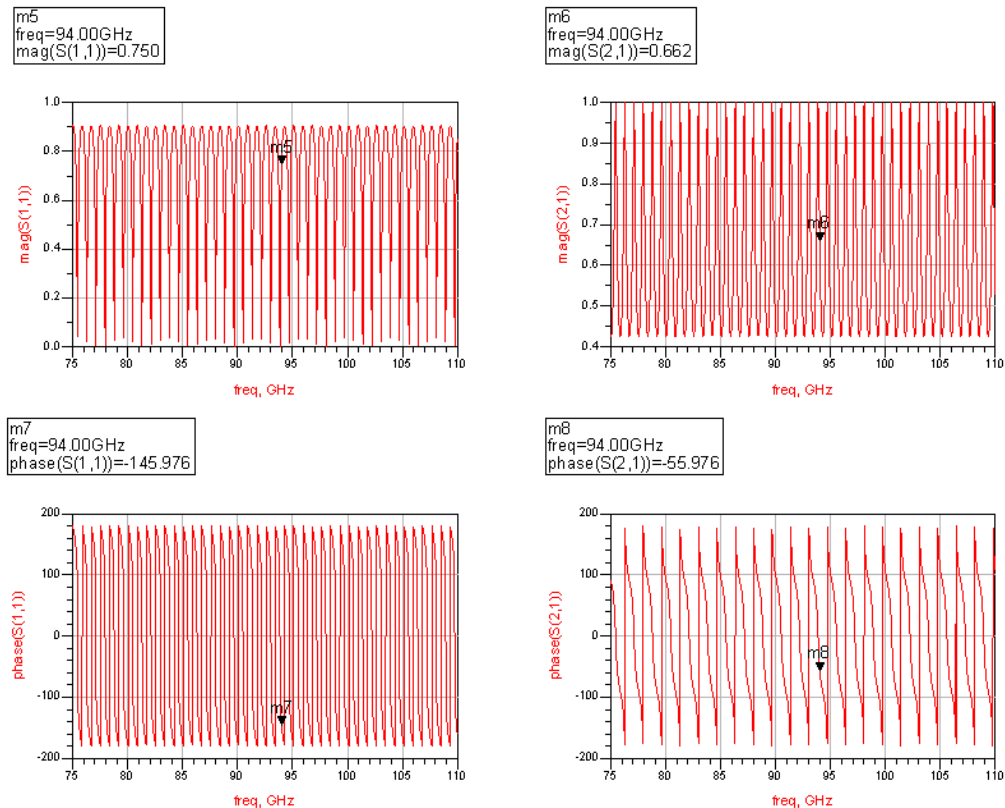 m5
freq=94.00GHz
mag(S(1,1))=0.750
m6
freq=94.00GHz
mag(S(2,1))=0.662
1.0
0.8
0.6
0.4
0.2
0.0
mag(S(1,1))
m5
75
80
85
90
95
100
105
110
freq, GHz
1.0
0.9
0.8
0.7
0.6
0.5
0.4
mag(S(2,1))
m6
75
80
85
90
95
100
105
110
freq, GHz
m7
freq=94.00GHz
phase(S(1,1))=-145.976
m8
freq=94.00GHz
phase(S(2,1))=-55.976
200
100
0
-100
-200
phase(S(1,1))
m7
75
80
85
90
95
100
105
110
freq, GHz
200
100
0
-100
-200
phase(S(2,1))
m8
75
80
85
90
95
100
105
110
freq, GHz